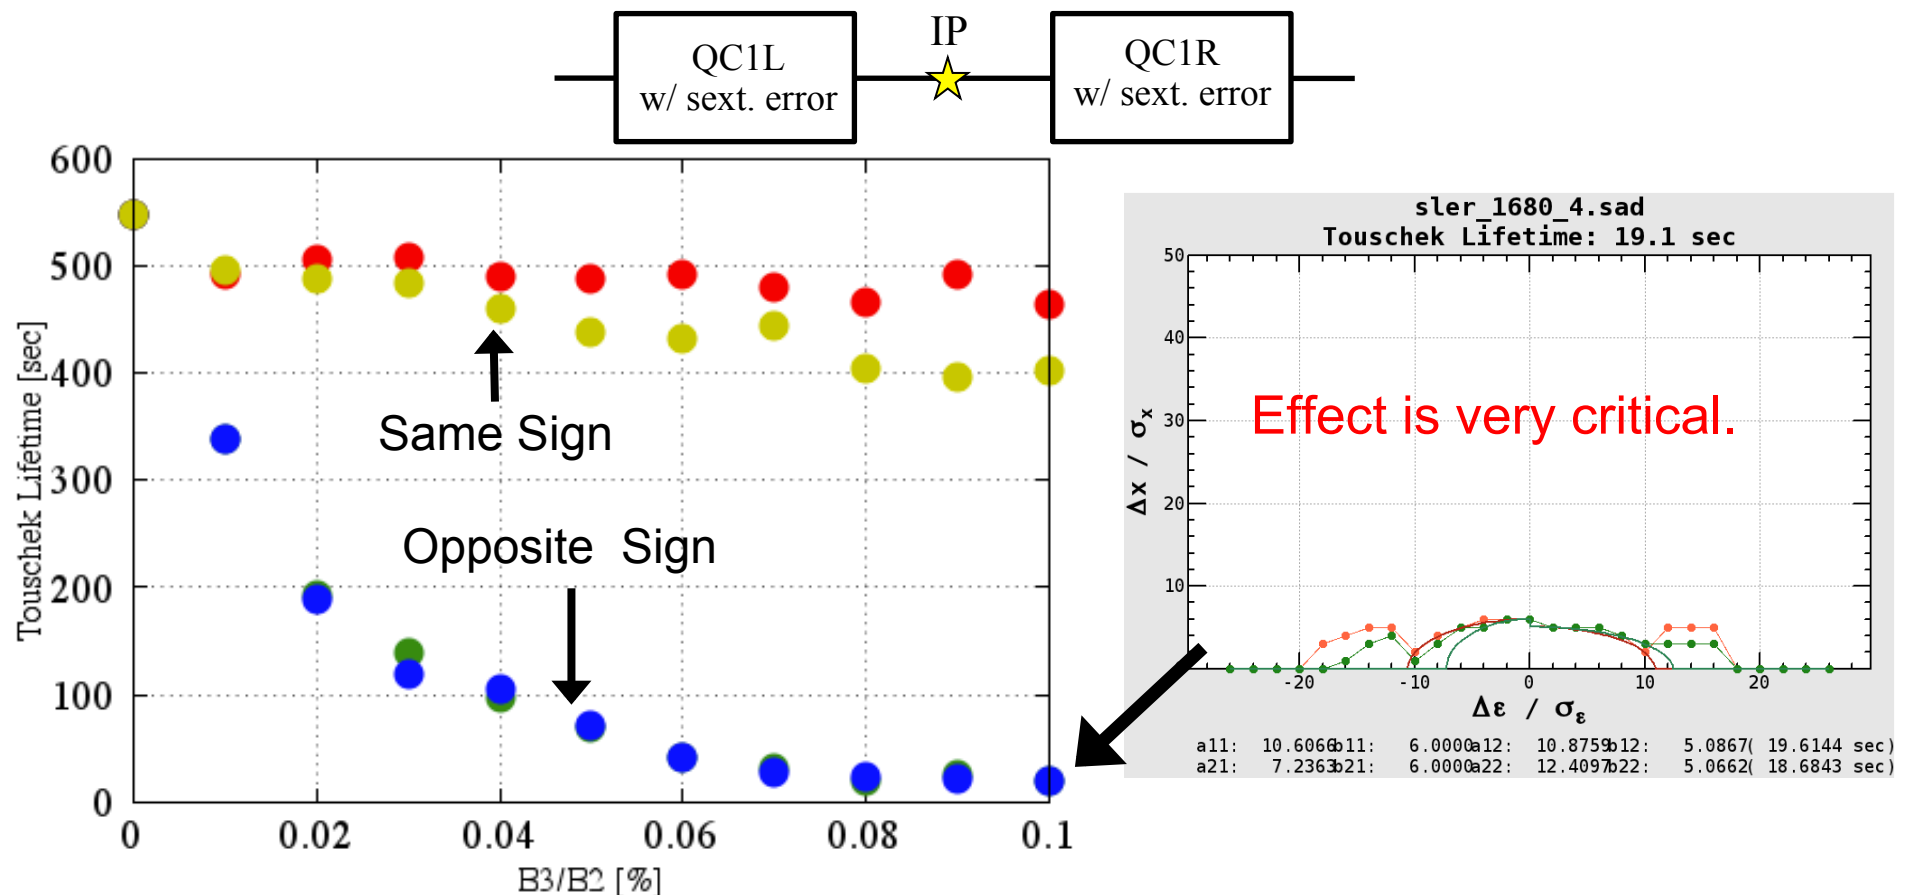 IP
QC1L
w/ sext. error
QC1R
w/ sext. error
600
500
400
300
200
100
0
Touschek Lifetime [sec]
0 0.02 0.04 0.06 0.08 0.1
B3/B2 [%]
Same Sign
Opposite Sign
sler_1680_4.sad
Touschek Lifetime: 19.1 sec
50
40
30
20
10
Δx / σx
Effect is very critical.
-20 -10 0 10 20
Δε / σε
a11: 10.6066 b11: 6.0000 a12: 10.8759 b12: 5.0867( 19.6144 sec)
a21: 7.2363 b21: 6.0000 a22: 12.4097 b22: 5.0662( 18.6843 sec)